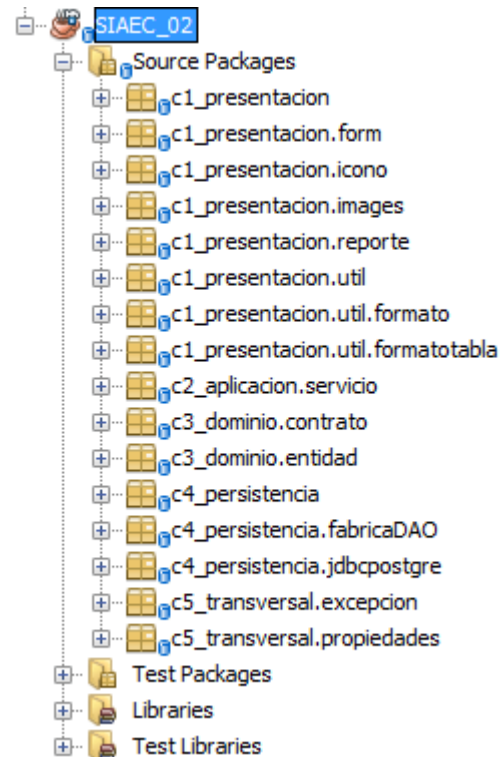 SIAEC_02
Source Packages
c1_presentacion
c1_presentacion.form
c1_presentacion.icono
c1_presentacion.images
c1_presentacion.reporte
c1_presentacion.util
c1_presentacion.util.formato
c1_presentacion.util.formatotabla
c2_aplicacion.servicio
c3_dominio.contrato
c3_dominio.entidad
c4_persistencia
c4_persistencia.fabricaDAO
c4_persistencia.jdbcpostgre
c5_transversal.excepcion
c5_transversal.propiedades
Test Packages
Libraries
Test Libraries